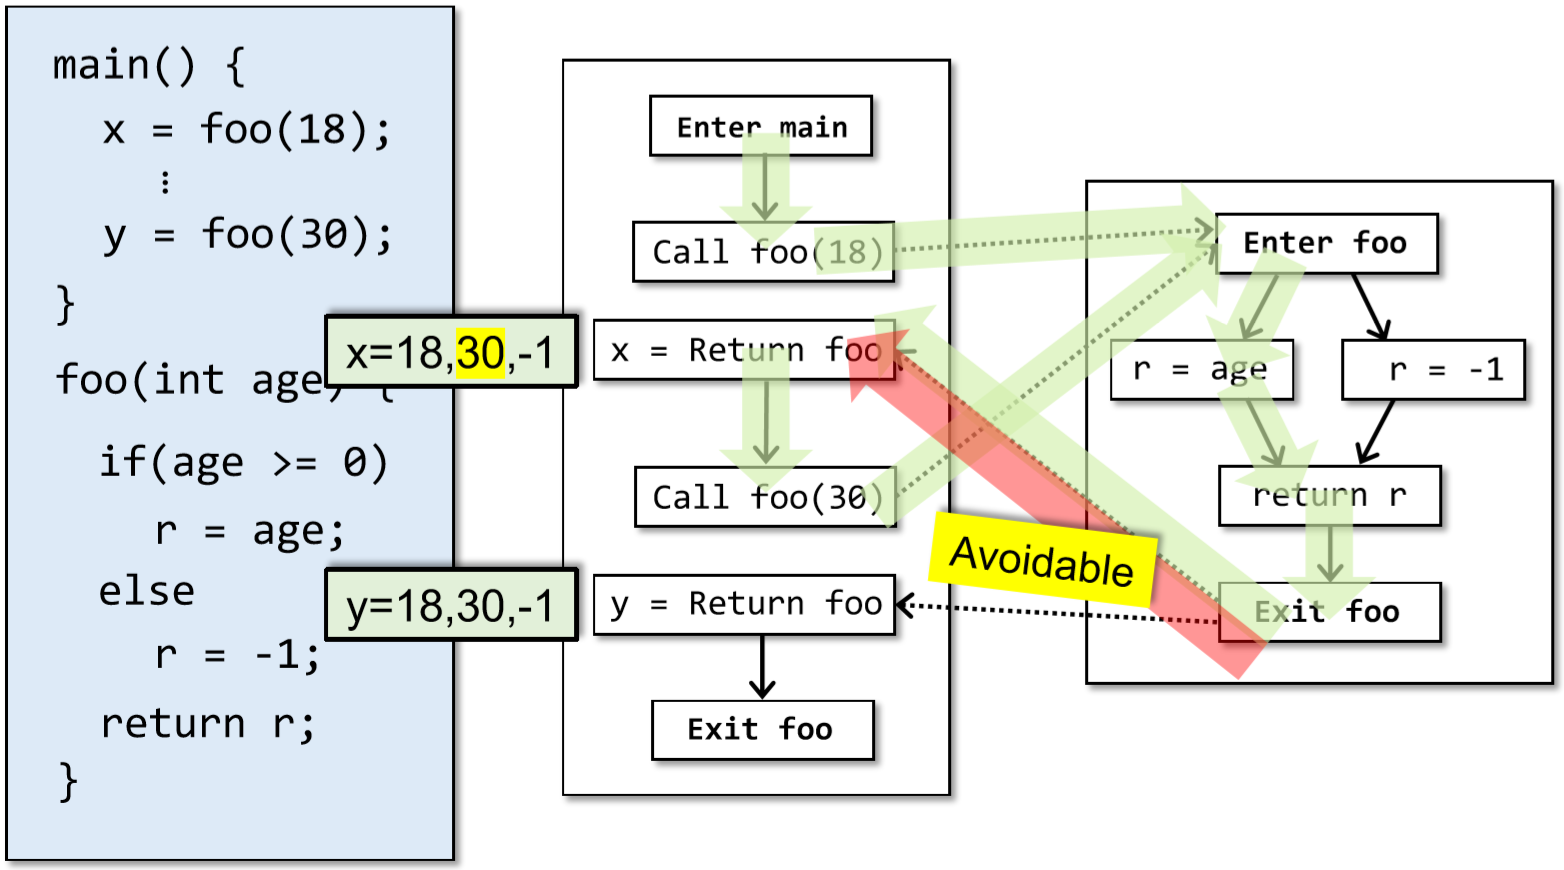 main() {
x = foo(18);
⋮
y = foo(30);
}
foo(int age) {
if(age >= 0)
r = age;
else
r = -1;
return r;
}
x=18,30,-1
y=18,30,-1
Enter main
Call foo(18)
x = Return foo
Call foo(30)
y = Return foo
Exit foo
Avoidable
Enter foo
r = age
r = -1
return r
Exit foo